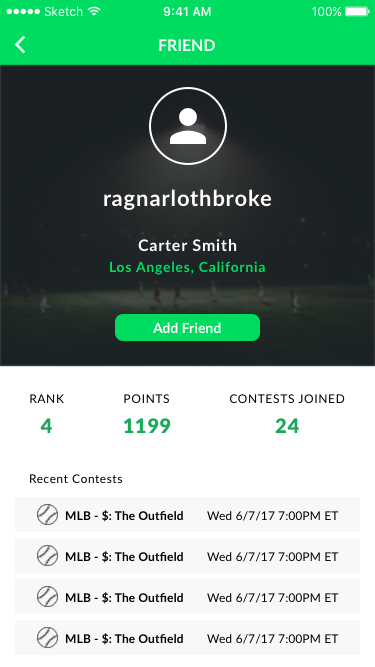 Sketch 9:41 AM 100%
FRIEND
ragnarlothbroke
Carter Smith
Los Angeles, California
Add Friend
RANK POINTS CONTESTS JOINED
4 1199 24
Recent Contests
MLB - $: The Outfield Wed 6/7/17 7:00PM ET
MLB - $: The Outfield Wed 6/7/17 7:00PM ET
MLB - $: The Outfield Wed 6/7/17 7:00PM ET
MLB - $: The Outfield Wed 6/7/17 7:00PM ET